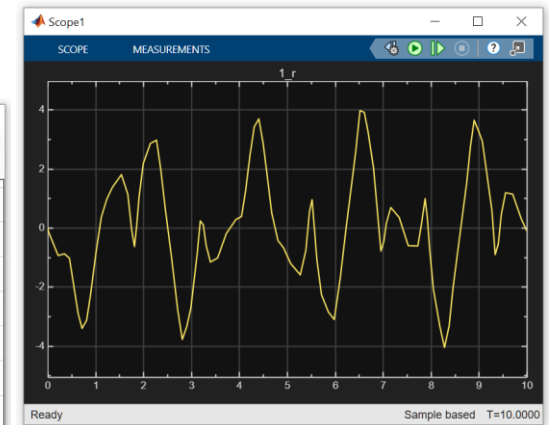 Scope1
SCOPE MEASUREMENTS
1_r
4
2
0
-2
-4
0 1 2 3 4 5 6 7 8 9 10
Ready Sample based T=10.0000